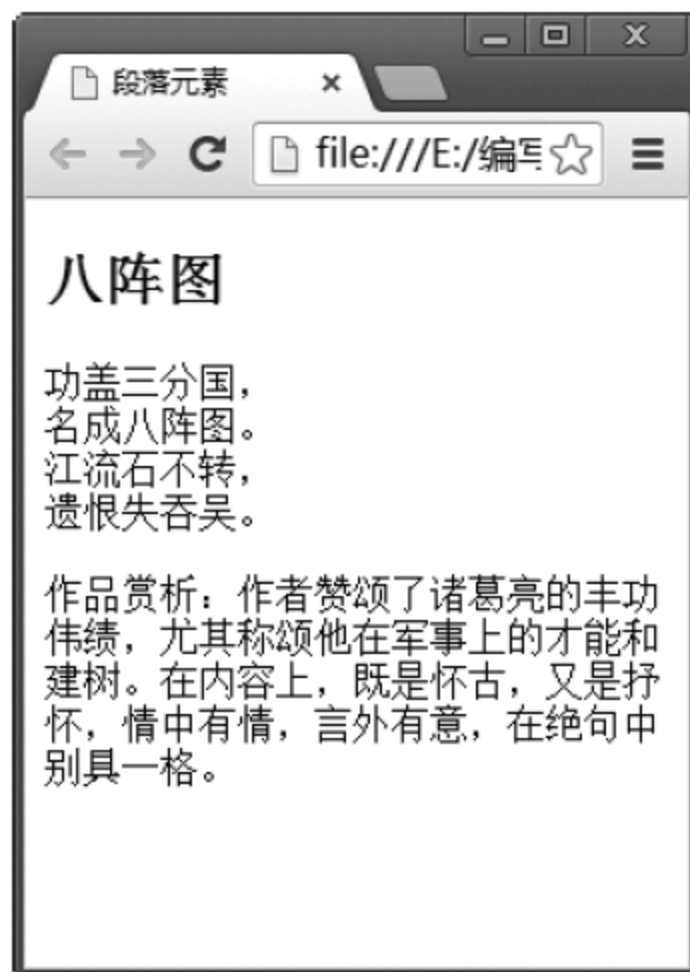 段落元素
file:///E:/编写
八阵图
功盖三分国，
名成八阵图。
江流石不转，
遗恨失吞吴。
作品赏析：作者赞颂了诸葛亮的丰功
伟绩，尤其称颂他在军事上的才能和
建树。在内容上，既是怀古，又是抒
怀，情中有情，言外有意，在绝句中
别具一格。